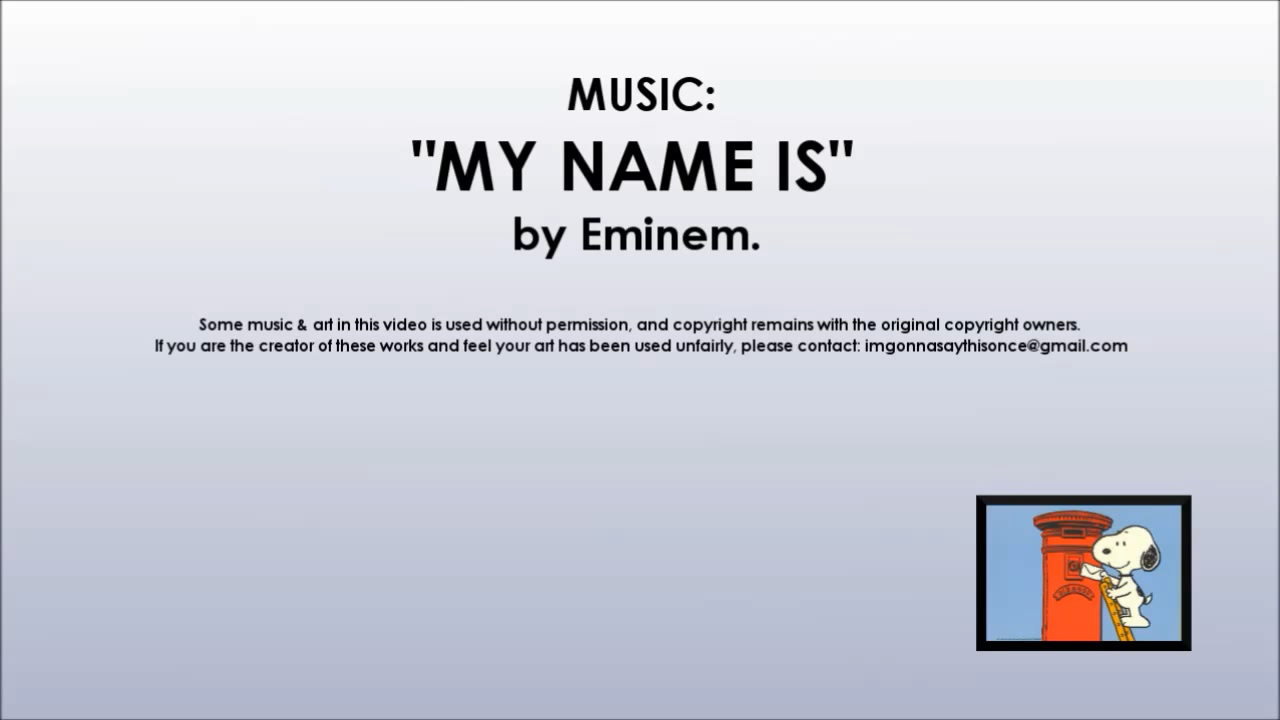 MUSIC:
"MY NAME IS"
by Eminem.
Some music & art in this video is used without permission, and copyright remains with the original copyright owners.
If you are the creator of these works and feel your art has been used unfairly, please contact: imgonnasaythisonce@gmail.com